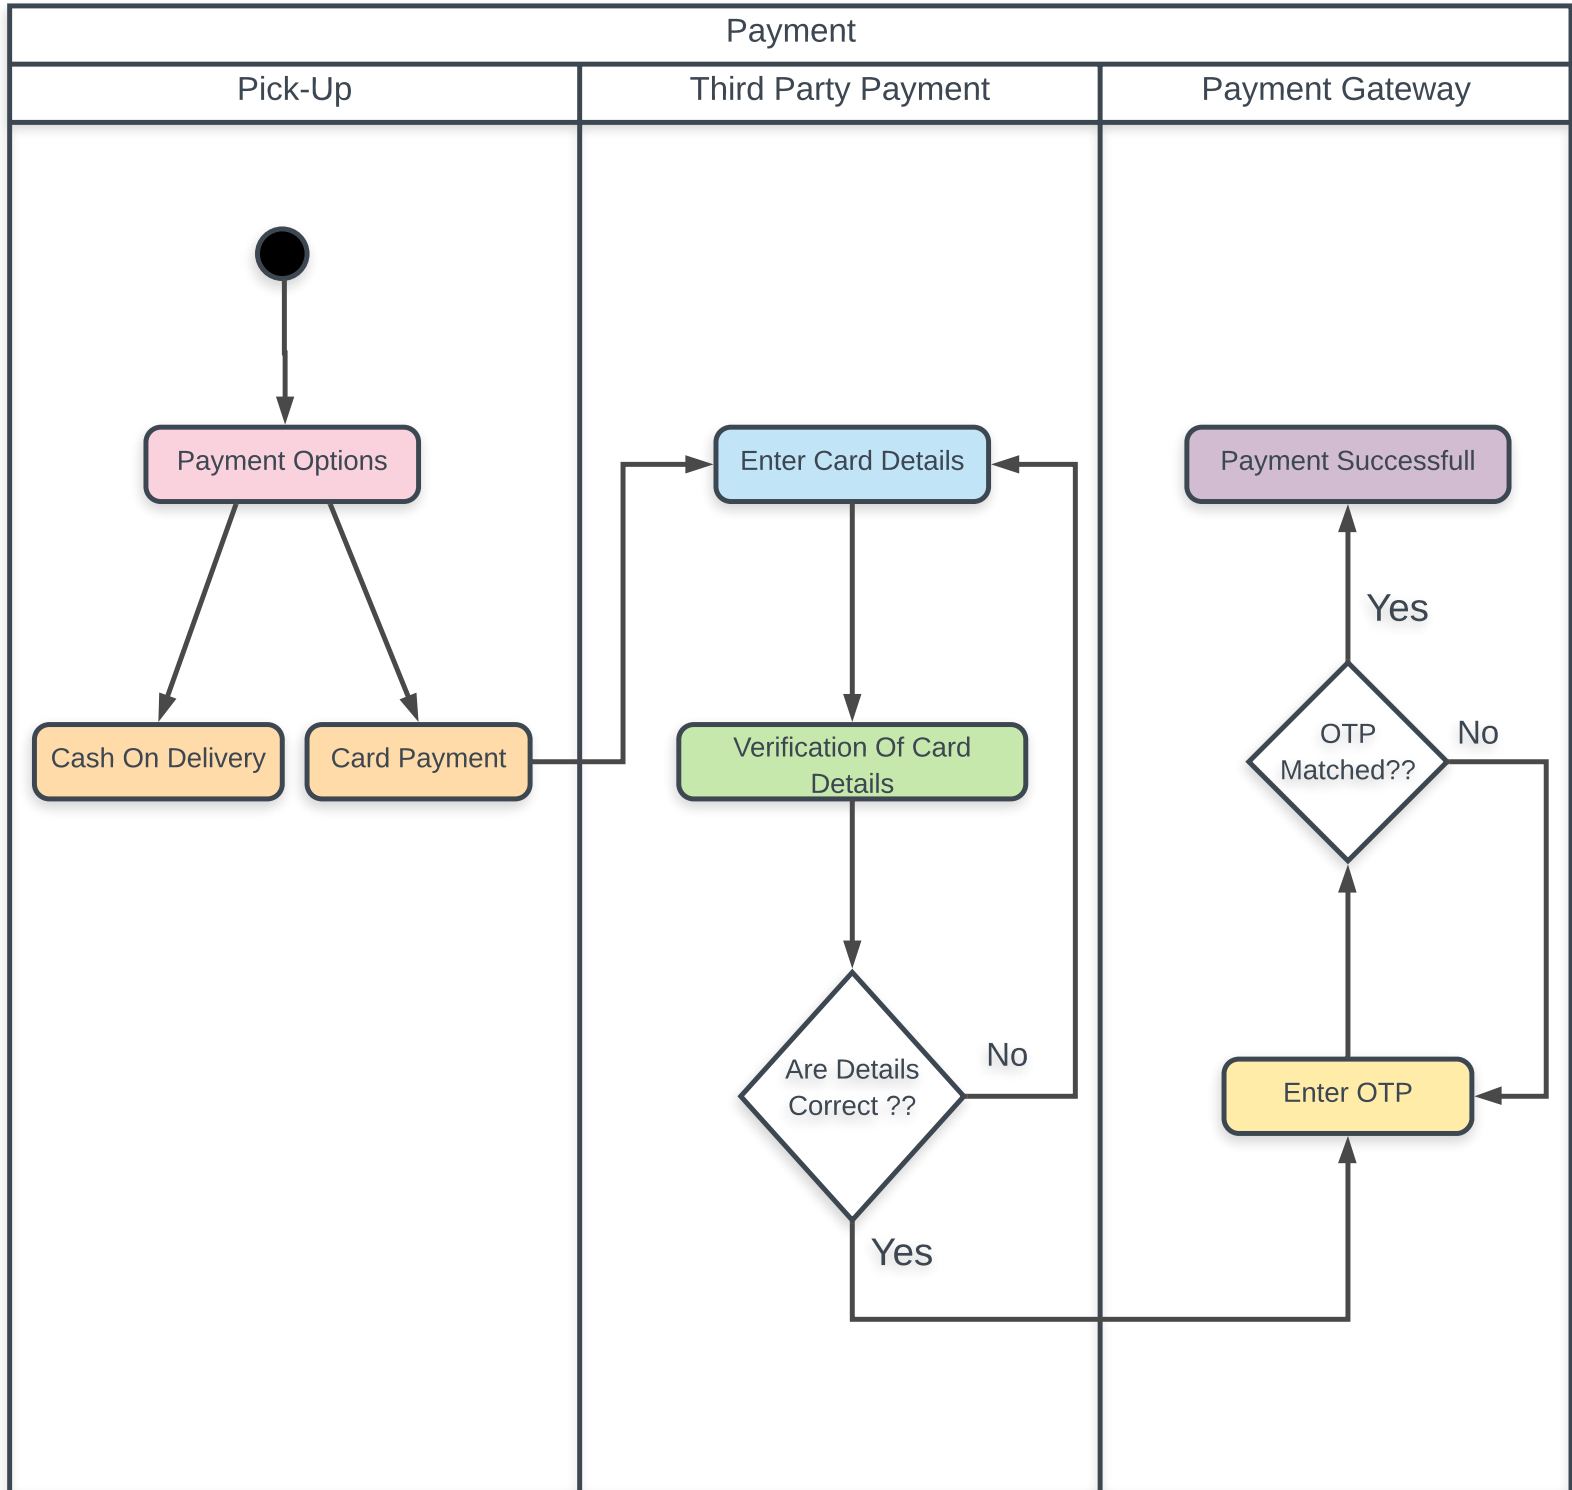 Payment
Pick-Up
Third Party Payment
Payment Gateway
Payment Options
Enter Card Details
Payment Successfull
Yes
Cash On Delivery
Card Payment
Verification Of Card
Details
OTP
Matched??
No
Are Details
Correct ??
No
Enter OTP
Yes